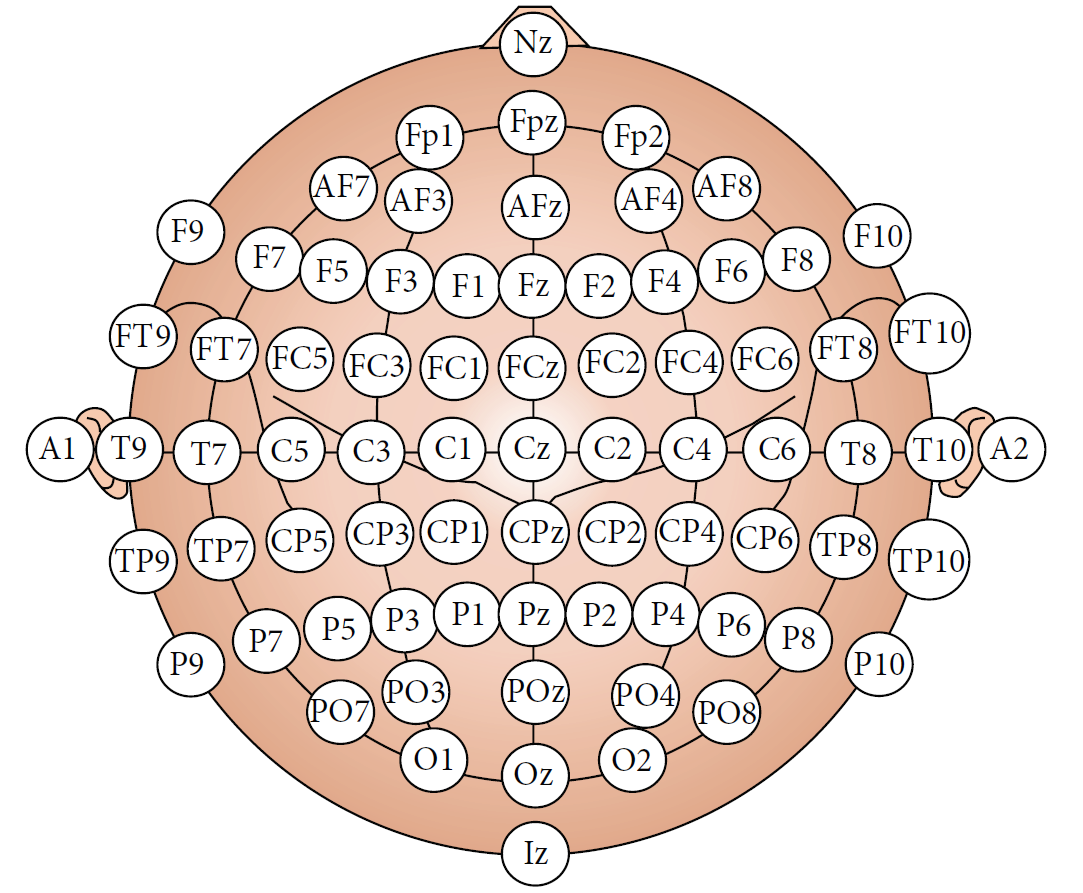 Nz
Fp1 Fpz Fp2
AF7 AF3 AFz AF4 AF8
F9 F7 F5 F3 F1 Fz F2 F4 F6 F8 F10
FT9 FT7 FC5 FC3 FC1 FCz FC2 FC4 FC6 FT8 FT10
A1 T9 T7 C5 C3 C1 Cz C2 C4 C6 T8 T10 A2
TP9 TP7 CP5 CP3 CP1 CPz CP2 CP4 CP6 TP8 TP10
P9 P7 P5 P3 P1 Pz P2 P4 P6 P8 P10
PO7 PO3 POz PO4 PO8
O1 Oz O2
Iz